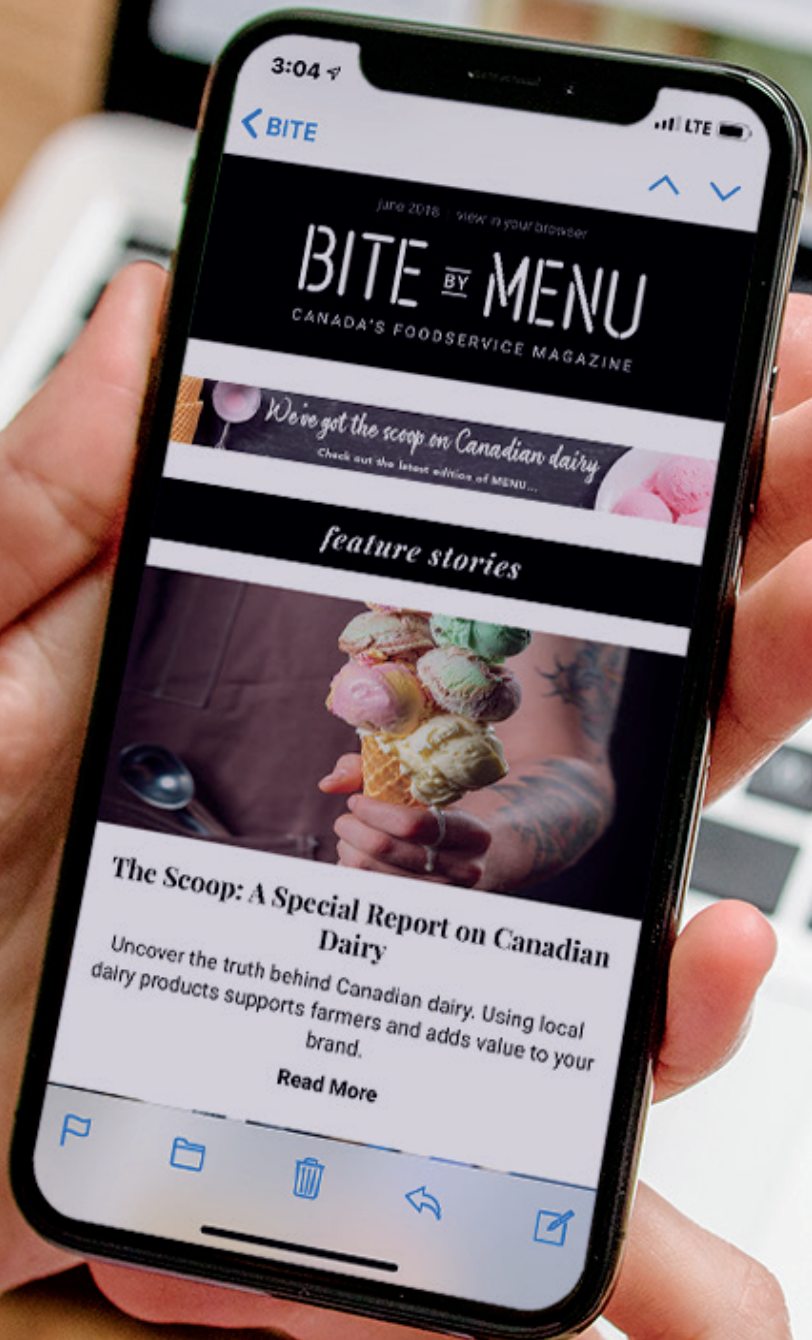 3:04
LTE
BITE
June 2018 view in your browser
BITE BY MENU
CANADA'S FOODSERVICE MAGAZINE
We've got the scoop on Canadian dairy
Check out the latest edition of MENU...
feature stories
The Scoop: A Special Report on Canadian
Dairy
Uncover the truth behind Canadian dairy. Using local
dairy products supports farmers and adds value to your
brand.
Read More